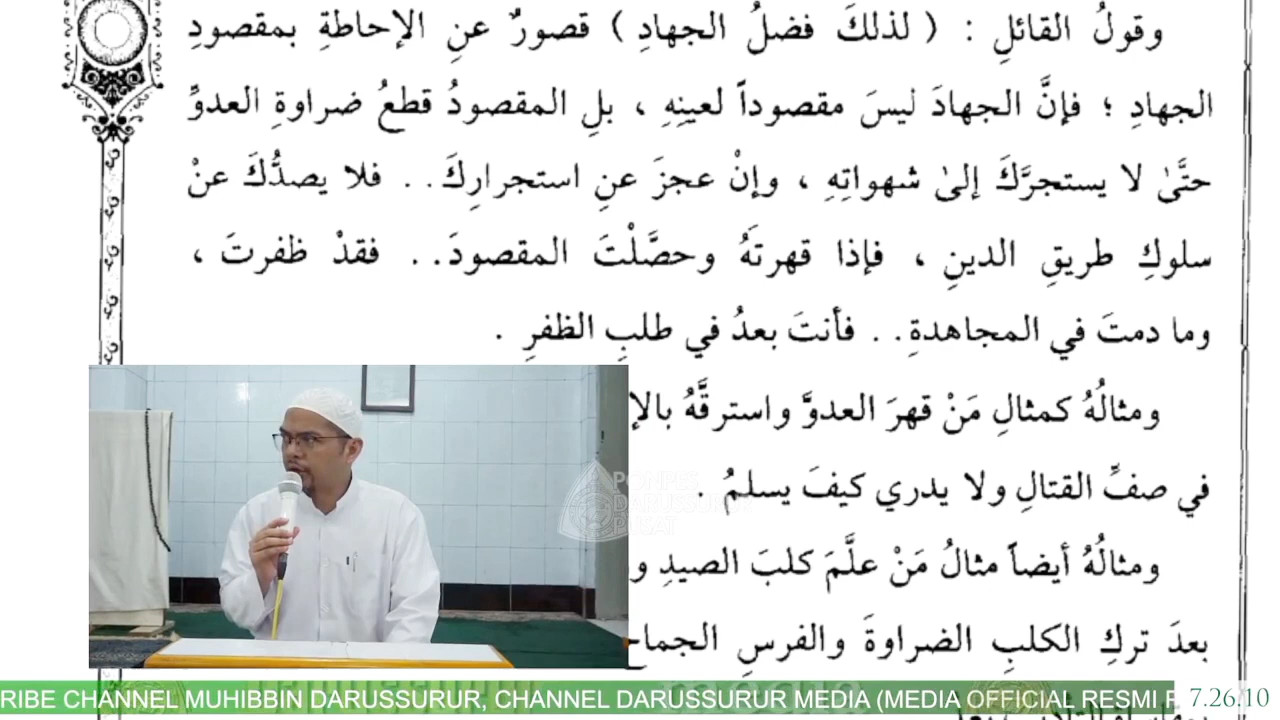 وقولُ القائلِ : ( لذلكَ فضلُ الجهادِ ) قصورٌ عنِ الإحاطةِ بمقصودِ
الجهادِ ؛ فإنَّ الجهادَ ليسَ مقصوداً لعينِهِ ، بلِ المقصودُ قطعُ ضراوةِ العدوِّ
حتَّىٰ لا يستجرَّكَ إلىٰ شهواتِهِ ، وإنْ عجزَ عنِ استجرارِكَ . . فلا يصدُّكَ عنْ
سلوكِ طريقِ الدينِ ، فإذا قهرتَهُ وحصَّلْتَ المقصودَ . . فقدْ ظفرتَ ،
وما دمتَ في المجاهدةِ . . فأنتَ بعدُ في طلبِ الظفرِ .
ومثالُهُ كمثالِ مَنْ قهرَ العدوَّ واسترقَّهُ
في صفِّ القتالِ ولا يدري كيفَ يسلمُ
ومثالُهُ أيضاً مثالُ مَنْ علَّمَ كلبَ الصيدِ و
بعدَ تركِ الكلبِ الضراوةَ والفرسِ
PONPES
DARUSSURUR
PUSAT
RIBE CHANNEL MUHIBBIN DARUSSURUR, CHANNEL DARUSSURUR MEDIA (MEDIA OFFICIAL RESMI
7.26/10